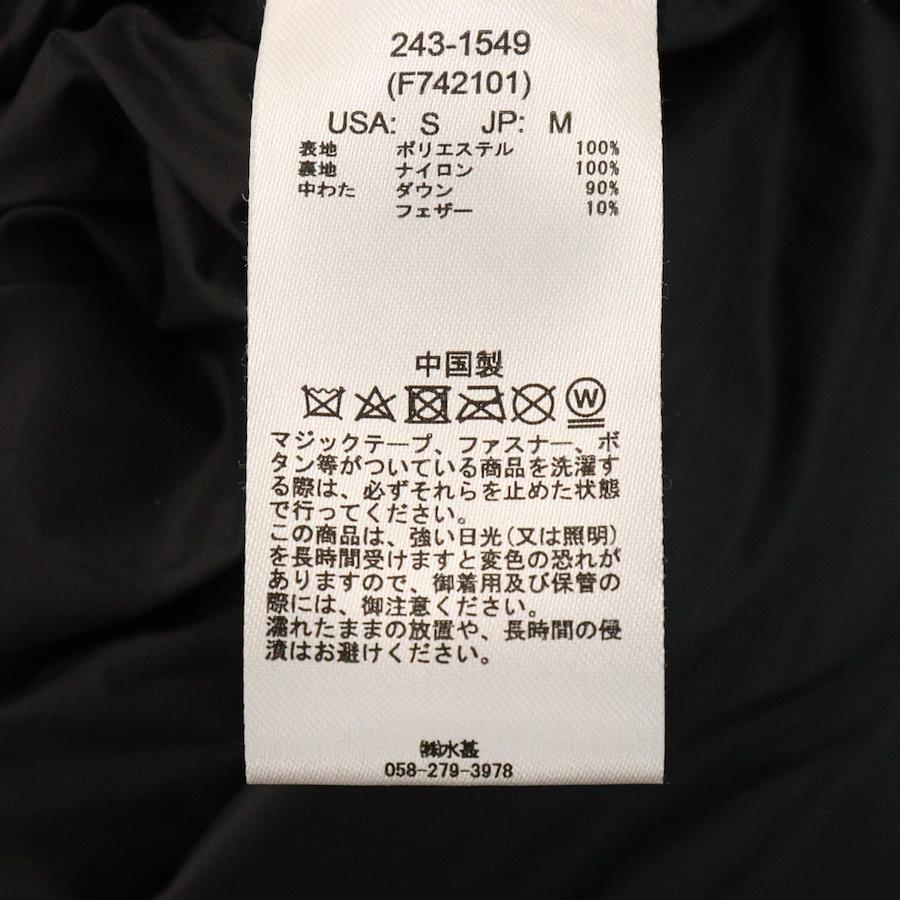 243-1549
(F742101)
USA: S JP: M
表地 ポリエステル 100%
裏地 ナイロン 100%
中わた ダウン 90%
フェザー 10%
中国製
W
マジックテープ、ファスナー、ボ
タン等がついている商品を洗濯す
る際は、必ずそれらを止めた状態
で行ってください。
この商品は、強い日光(又は照明)
を長時間受けますと変色の恐れが
ありますので、御着用及び保管の
際には、御注意ください。
濡れたままの放置や、長時間の浸
漬はお避けください。
㈱水甚
058-279-3978